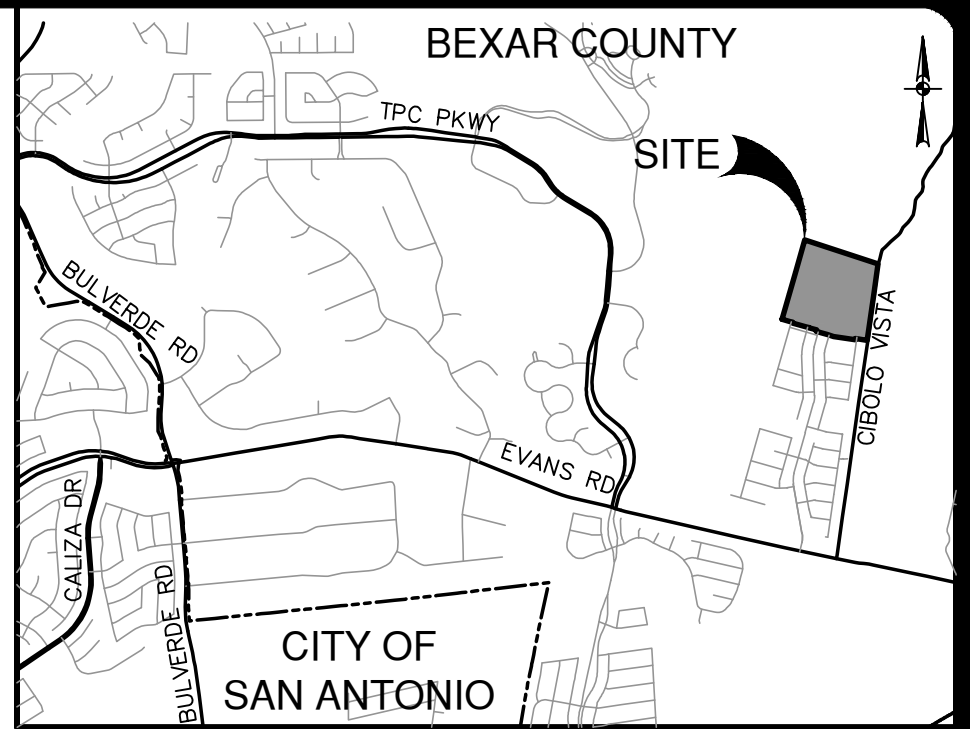 BEXAR COUNTY
TPC PKWY
SITE
BULVERDE RD
CIBOLO VISTA
EVANS RD
CALIZA DR
BULVERDE RD
CITY OF
SAN ANTONIO